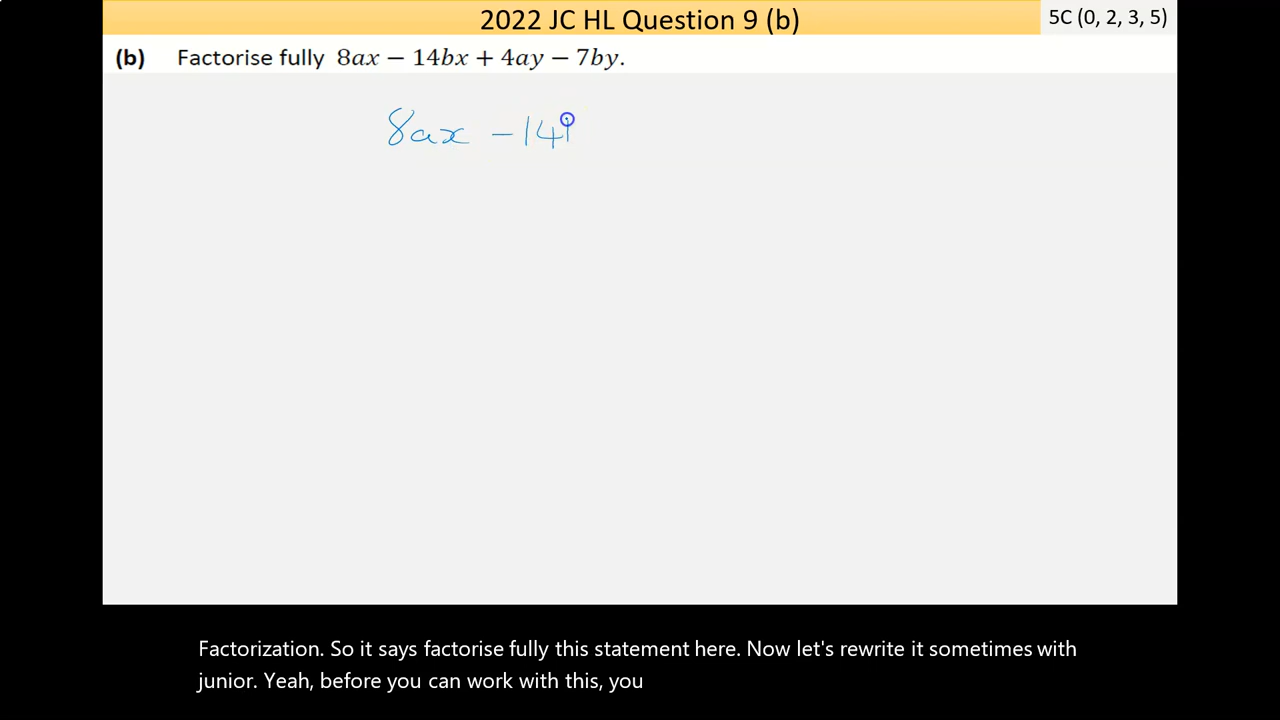 2022 JC HL Question 9 (b)
5C (0, 2, 3, 5)
(b) Factorise fully 8ax − 14bx + 4ay − 7by.
8ax − 14
Factorization. So it says factorise fully this statement here. Now let's rewrite it sometimes with
junior. Yeah, before you can work with this, you